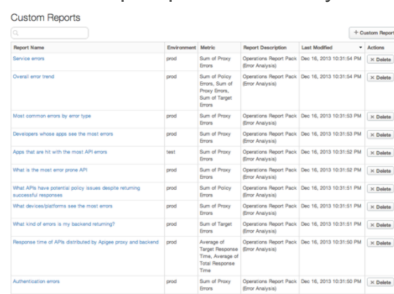 Custom Reports
+ Custom Report
Report Name Environment Metric Report Description Last Modified Actions
Service errors prod Sum of Proxy Errors Operations Report Pack (Error Analysis) Dec 16, 2013 10:31:54 PM × Delete
Overall error trend prod Sum of Policy Errors, Sum of Proxy Errors, Sum of Target Errors Operations Report Pack (Error Analysis) Dec 16, 2013 10:31:54 PM × Delete
Most common errors by error type prod Sum of Proxy Errors Operations Report Pack (Error Analysis) Dec 16, 2013 10:31:53 PM × Delete
Developers whose apps see the most errors prod Sum of Proxy Errors Operations Report Pack (Error Analysis) Dec 16, 2013 10:31:53 PM × Delete
Apps that are hit with the most API errors test Sum of Proxy Errors Operations Report Pack (Error Analysis) Dec 16, 2013 10:31:52 PM × Delete
What is the most error prone API prod Sum of Proxy Errors Operations Report Pack (Error Analysis) Dec 16, 2013 10:31:52 PM × Delete
What APIs have potential policy issues despite returning successful responses prod Sum of Policy Errors Operations Report Pack (Error Analysis) Dec 16, 2013 10:31:51 PM × Delete
What devices/platforms see the most errors prod Sum of Proxy Errors Operations Report Pack (Error Analysis) Dec 16, 2013 10:31:51 PM × Delete
What kind of errors is my backend returning? prod Sum of Target Errors Operations Report Pack (Error Analysis) Dec 16, 2013 10:31:51 PM × Delete
Response time of APIs distributed by Apigee proxy and backend prod Average of Target Response Time, Average of Total Response Time Operations Report Pack (Error Analysis) Dec 16, 2013 10:31:50 PM × Delete
Authentication errors prod Sum of Proxy Errors Operations Report Pack (Error Analysis) Dec 16, 2013 10:31:50 PM × Delete